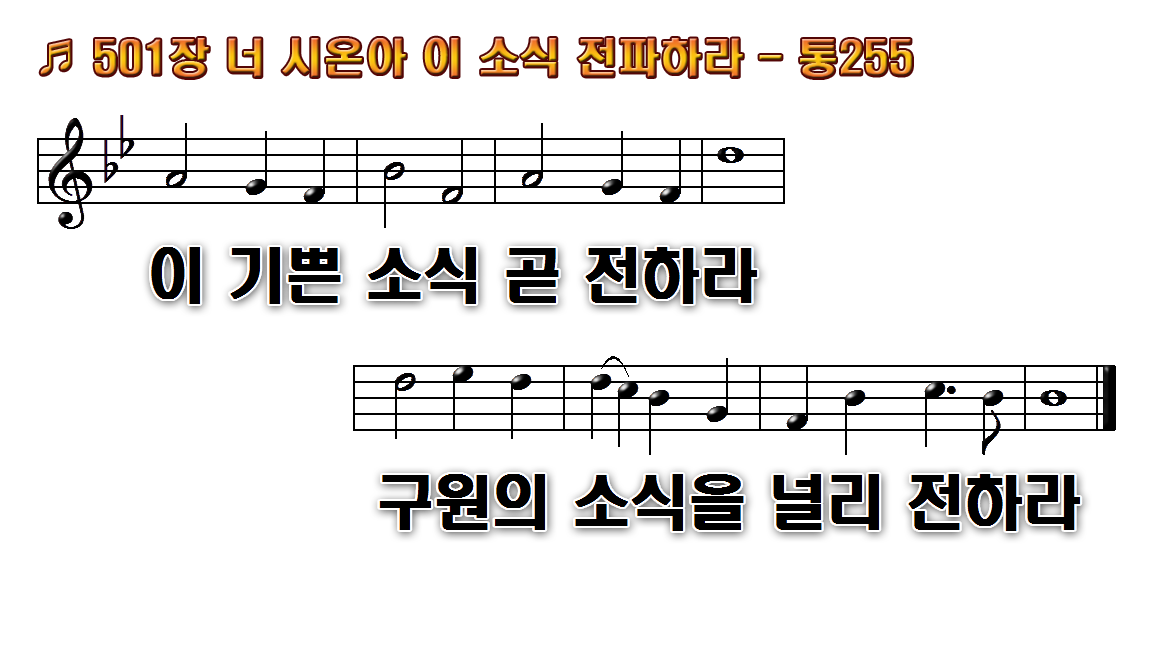 ♬ 501장 너 시온아 이 소식 전파하라 - 통255
이 기쁜 소식 곧 전하라
구원의 소식을 널리 전하라